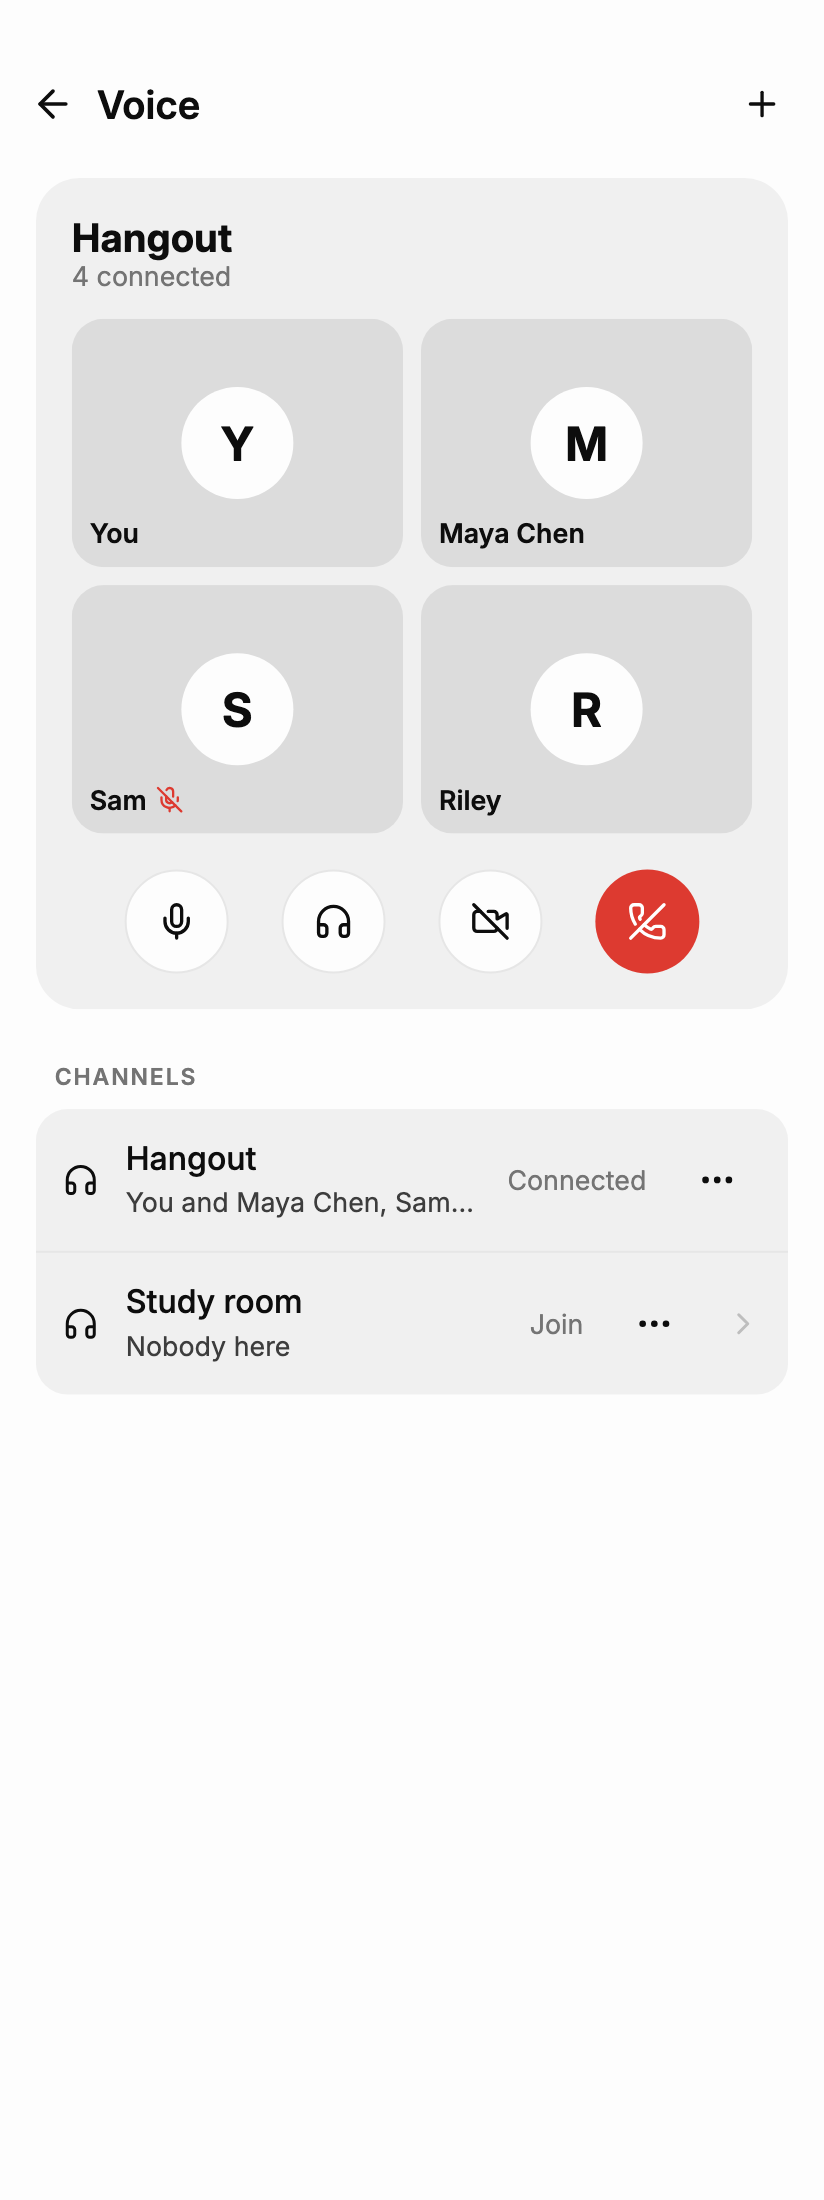 Voice
Hangout
4 connected
Y
You
M
Maya Chen
S
Sam
R
Riley
CHANNELS
Hangout
You and Maya Chen, Sam...
Connected
Study room
Nobody here
Join